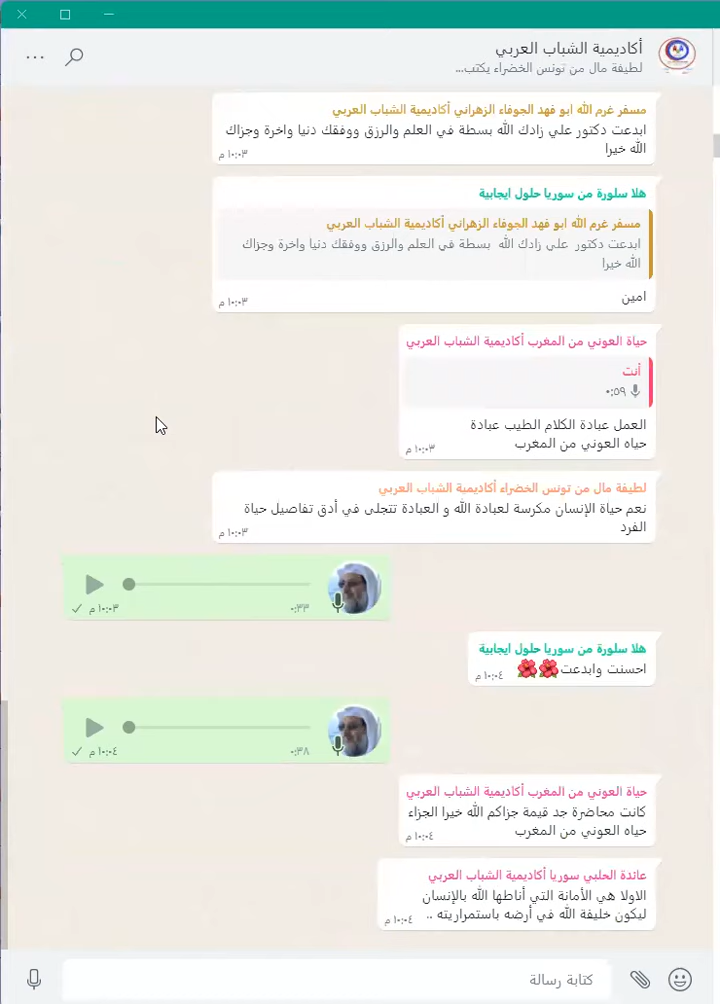 أكاديمية الشباب العربي
لطيفة مال من تونس الخضراء يكتب...
مسفر غرم الله ابو فهد الجوفاء الزهراني أكاديمية الشباب العربي
ابدعت دكتور علي زادك الله بسطة في العلم والرزق ووفقك دنيا واخرة وجزاك
الله خيرا
١٠:٠٣ م
هلا سلورة من سوريا حلول ايجابية
مسفر غرم الله ابو فهد الجوفاء الزهراني أكاديمية الشباب العربي
ابدعت دكتور علي زادك الله بسطة في العلم والرزق ووفقك دنيا واخرة وجزاك
الله خيرا
امين
١٠:٠٣ م
حياة العوني من المغرب أكاديمية الشباب العربي
أنت
٠:٥٩
العمل عبادة الكلام الطيب عبادة
حياه العوني من المغرب
١٠:٠٣ م
لطيفة مال من تونس الخضراء أكاديمية الشباب العربي
نعم حياة الإنسان مكرسة لعبادة الله و العبادة تتجلى في أدق تفاصيل حياة
الفرد
١٠:٠٣ م
٠:٣٣
١٠:٠٣ م
هلا سلورة من سوريا حلول ايجابية
احسنت وابدعت🌺🌺
١٠:٠٤ م
٠:٣٨
١٠:٠٤ م
حياة العوني من المغرب أكاديمية الشباب العربي
كانت محاضرة جد قيمة جزاكم الله خيرا الجزاء
حياه العوني من المغرب
١٠:٠٤ م
عائدة الحلبي سوريا أكاديمية الشباب العربي
الاولا هي الأمانة التي أناطها الله بالإنسان
ليكون خليفة الله في أرضه باستمراريته ..
١٠:٠٤ م
كتابة رسالة